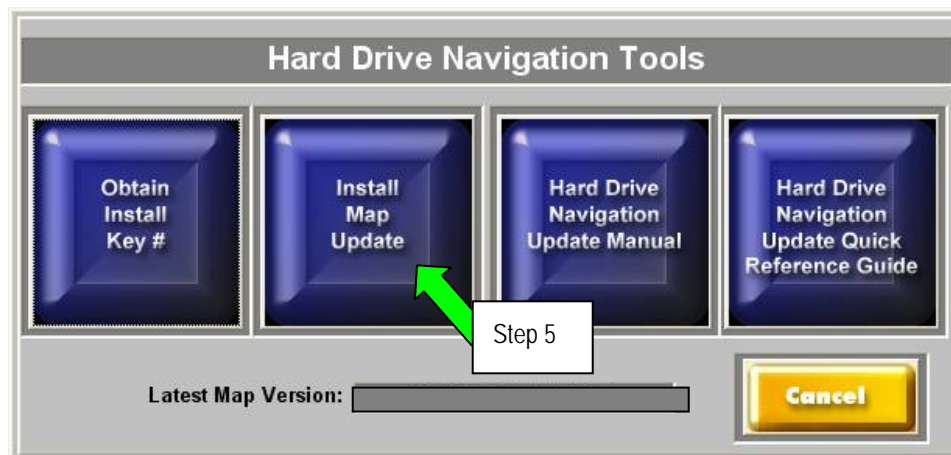 Hard Drive Navigation Tools
Obtain
Install
Key #
Install
Map
Update
Hard Drive
Navigation
Update Manual
Hard Drive
Navigation
Update Quick
Reference Guide
Step 5
Latest Map Version:
Cancel